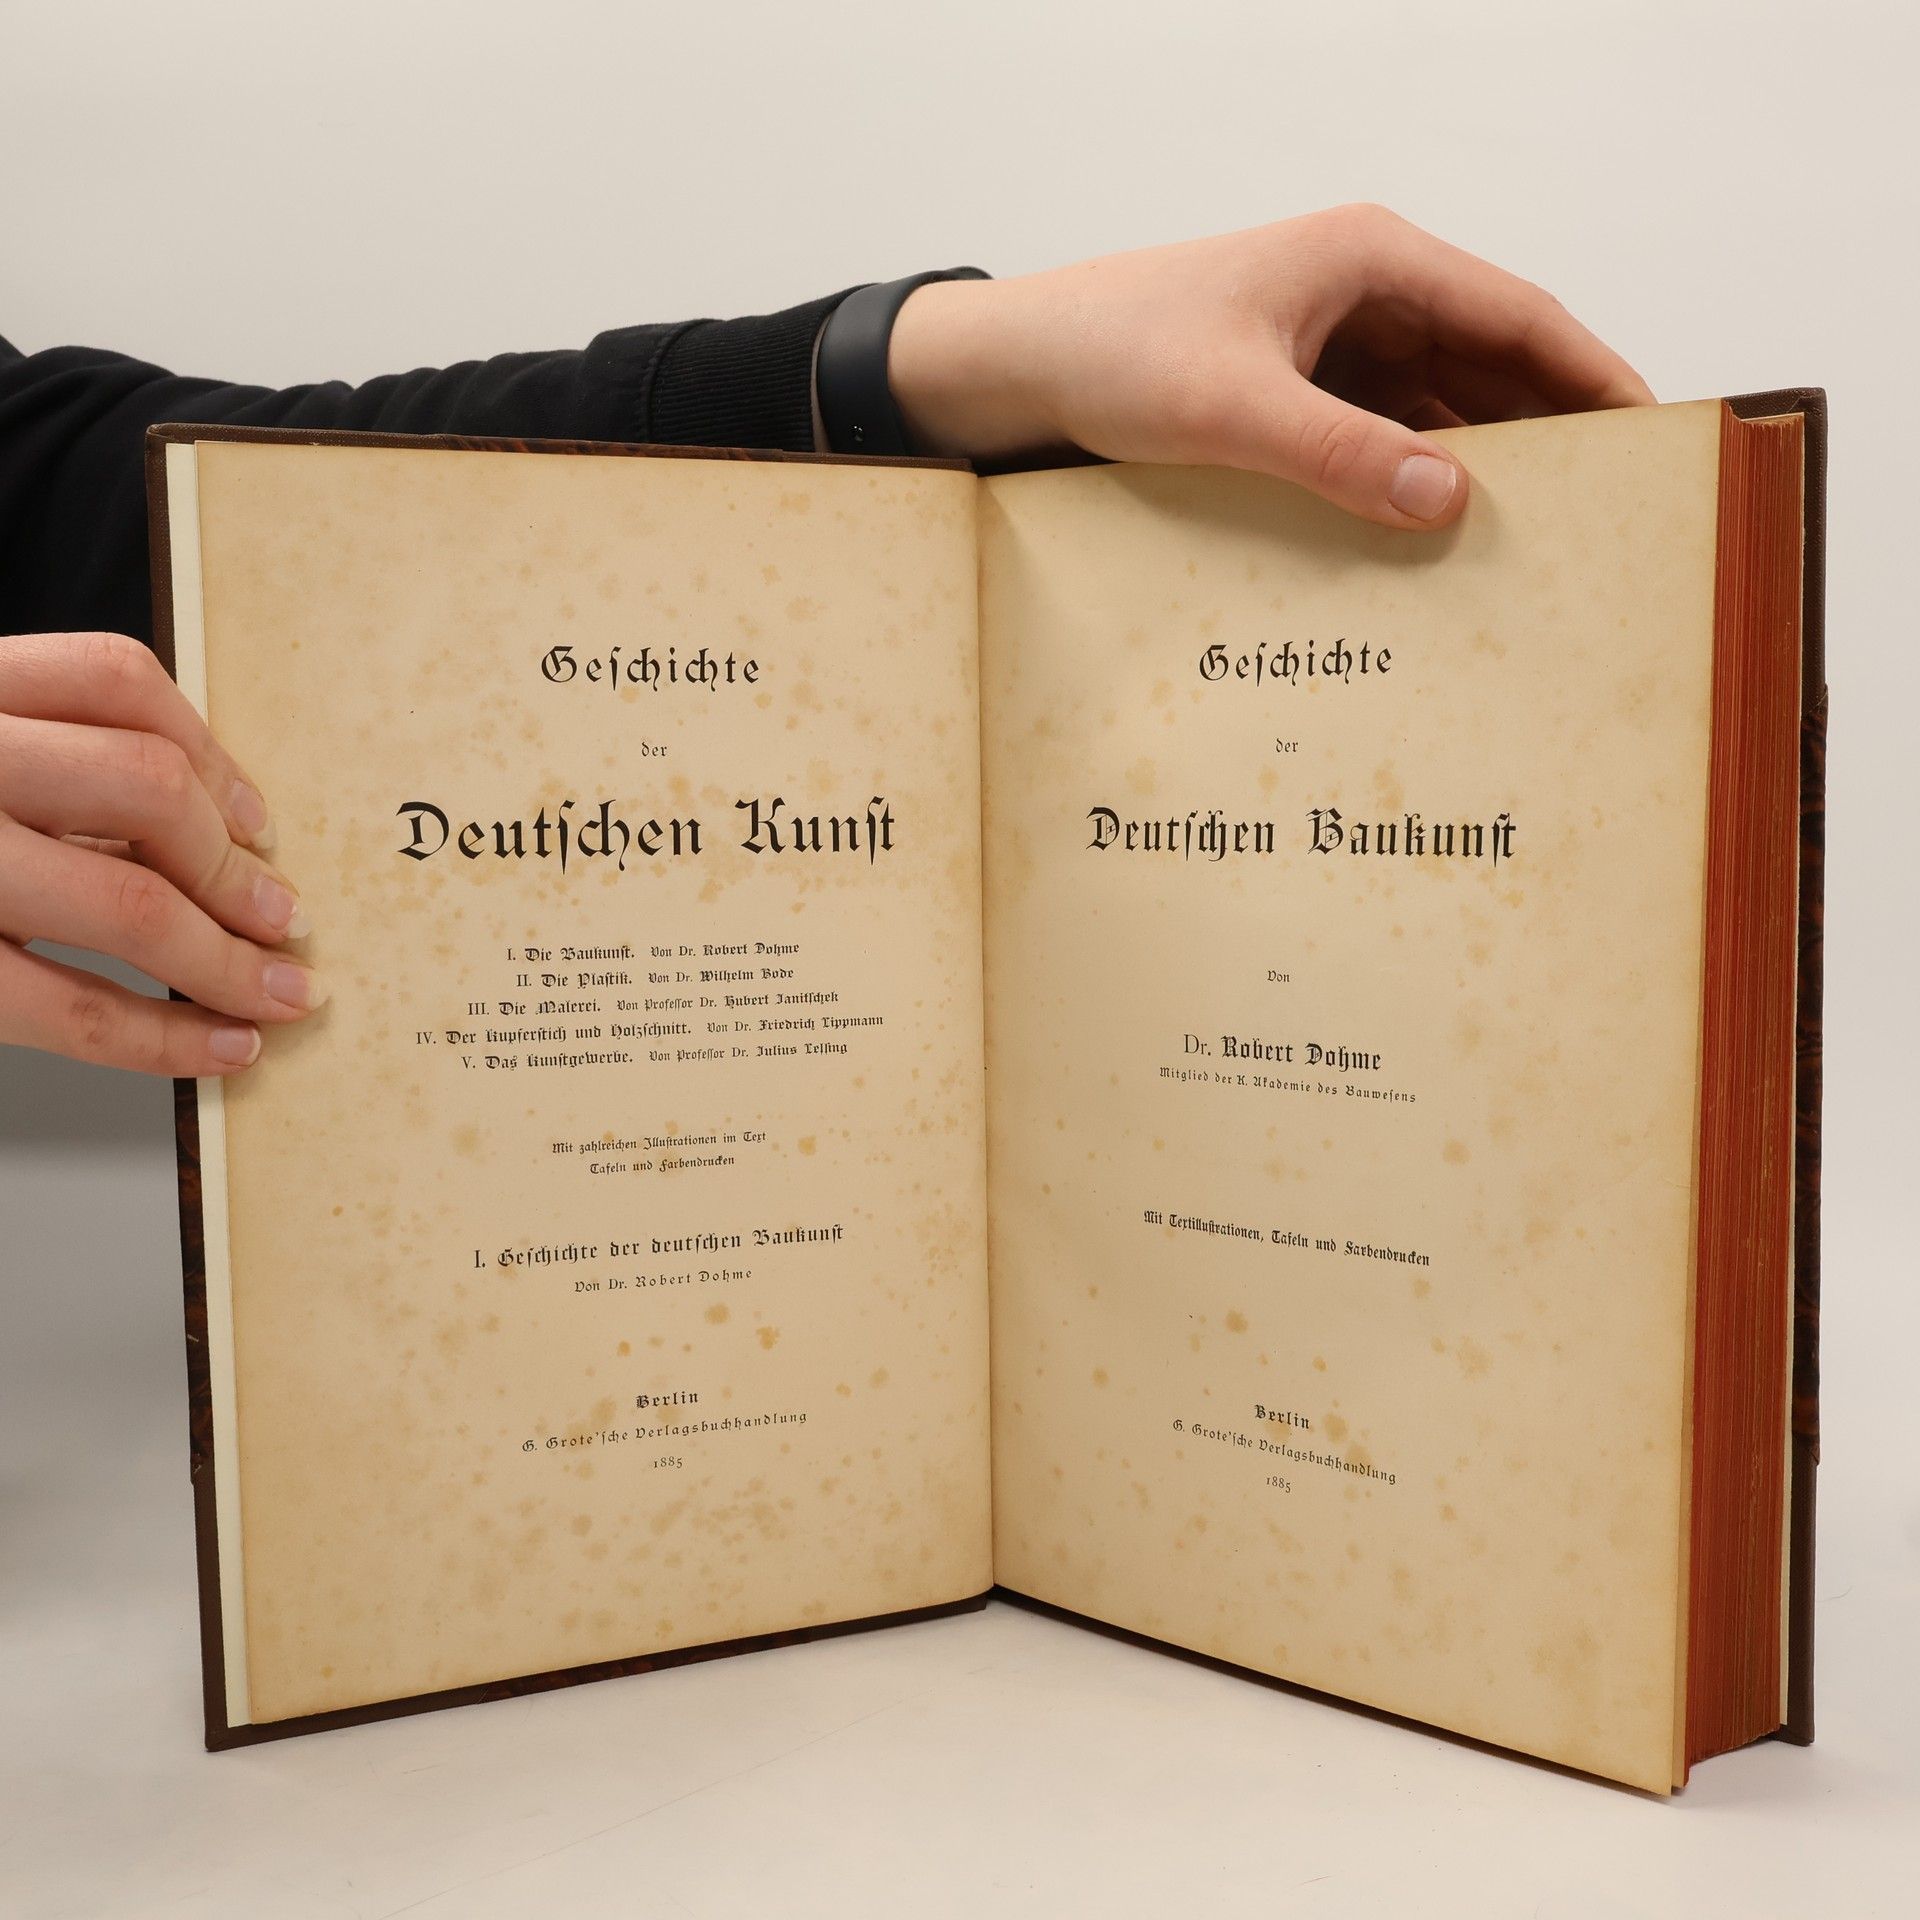 Geſchichte
der
Deutſchen Kunſt
I. Die Baukunſt. Von Dr. Robert Dohme
II. Die Plaſtik. Von Dr. Wilhelm Bode
III. Die Malerei. Von Profeſſor Dr. Hubert Janitſchek
IV. Der Kupferſtich und Holzſchnitt. Von Dr. Friedrich Lippmann
V. Das Kunſtgewerbe. Von Profeſſor Dr. Julius Leſſing
Mit zahlreichen Illuſtrationen im Text
Tafeln und Farbendrucken
I. Geſchichte der deutſchen Baukunſt
Von Dr. Robert Dohme
Berlin
G. Grote'ſche Verlagsbuchhandlung
1885
Geſchichte
der
Deutſchen Baukunſt
Von
Dr. Robert Dohme
Mitglied der K. Akademie des Bauweſens
Mit Textilluſtrationen, Tafeln und Farbendrucken
Berlin
G. Grote'ſche Verlagsbuchhandlung
1885